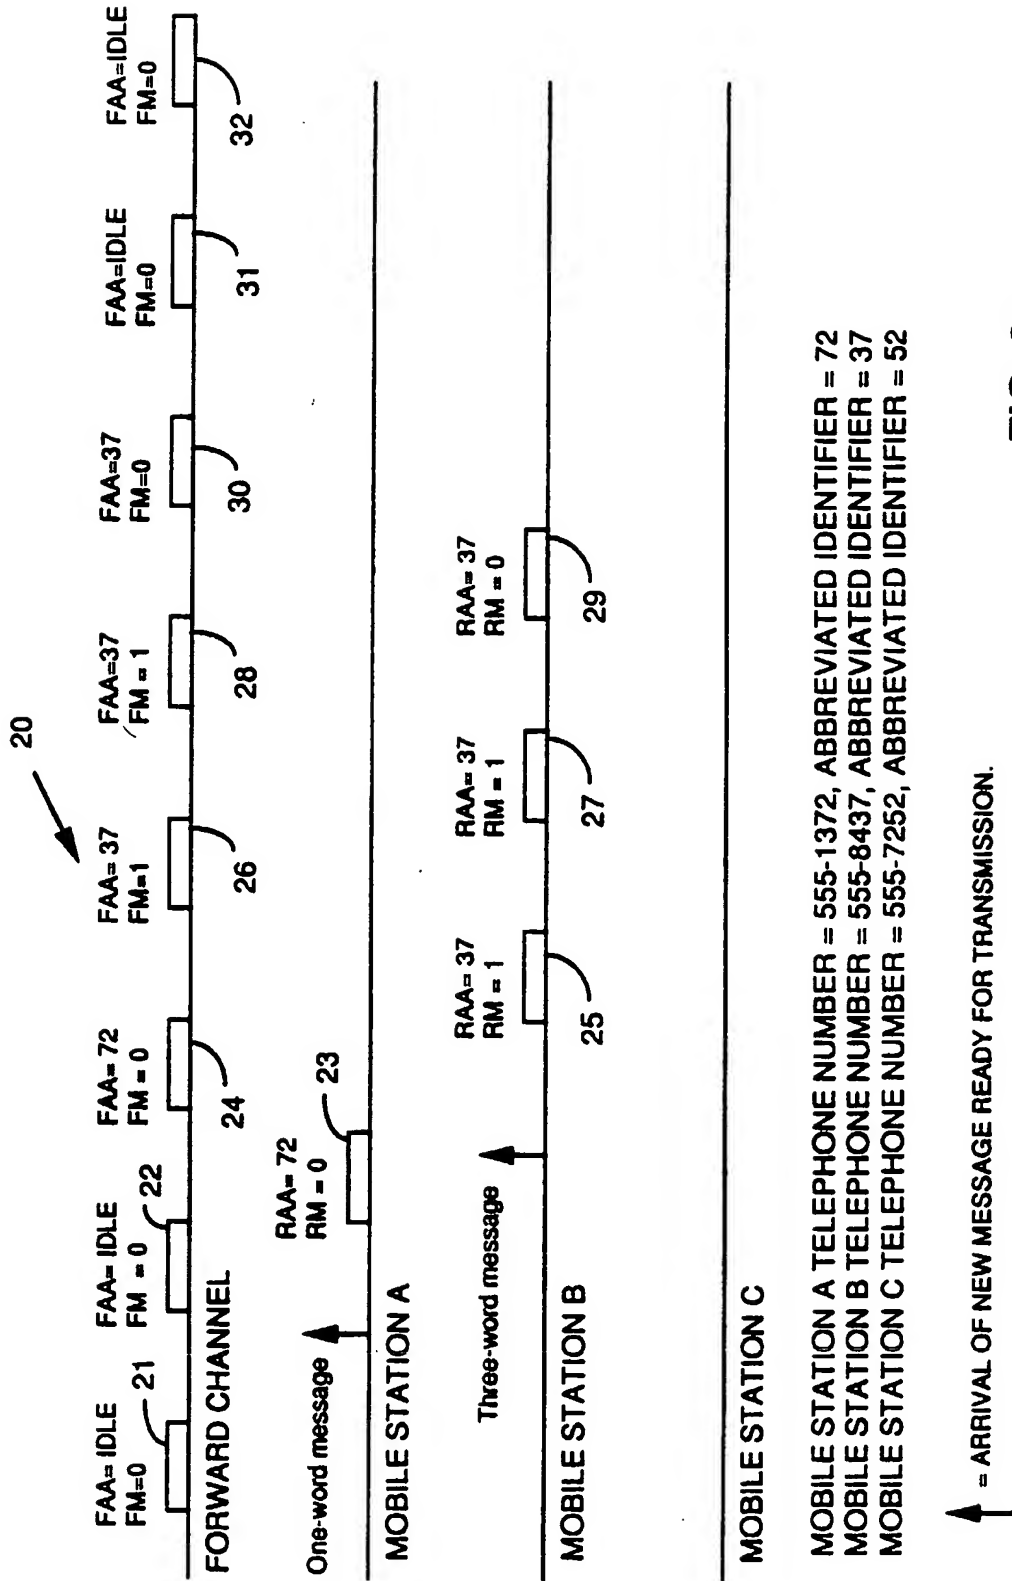 20
FAA= IDLE
FM=0
21
FAA= IDLE
FM =0
22
FAA= 72
FM = 0
24
FAA= 37
FM=1
26
FAA=37
FM = 1
28
FAA=37
FM=0
30
FAA=IDLE
FM=0
31
FAA=IDLE
FM=0
32
FORWARD CHANNEL
One-word message
RAA= 72
RM = 0
23
MOBILE STATION A
Three-word message
RAA= 37
RM = 1
25
RAA= 37
RM = 1
27
RAA= 37
RM = 0
29
MOBILE STATION B
MOBILE STATION C
MOBILE STATION A TELEPHONE NUMBER = 555-1372, ABBREVIATED IDENTIFIER = 72
MOBILE STATION B TELEPHONE NUMBER = 555-8437, ABBREVIATED IDENTIFIER = 37
MOBILE STATION C TELEPHONE NUMBER = 555-7252, ABBREVIATED IDENTIFIER = 52
= ARRIVAL OF NEW MESSAGE READY FOR TRANSMISSION.